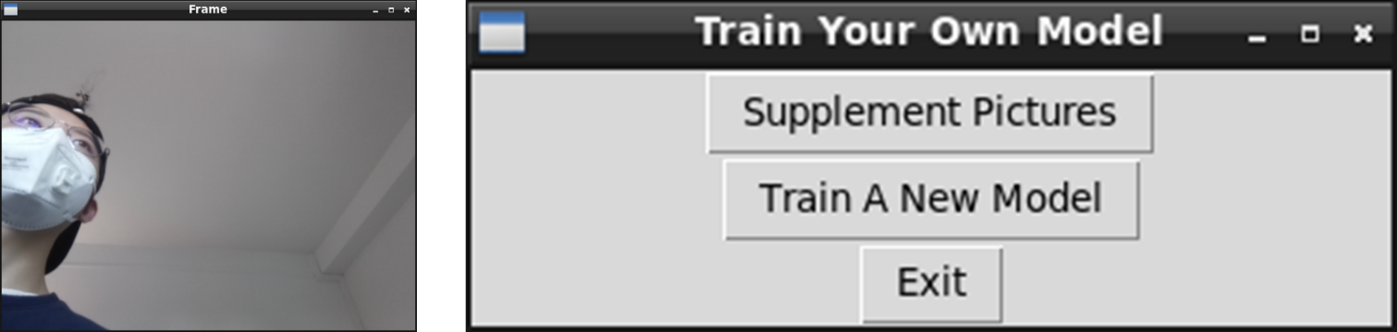 Frame
Train Your Own Model
Supplement Pictures
Train A New Model
Exit